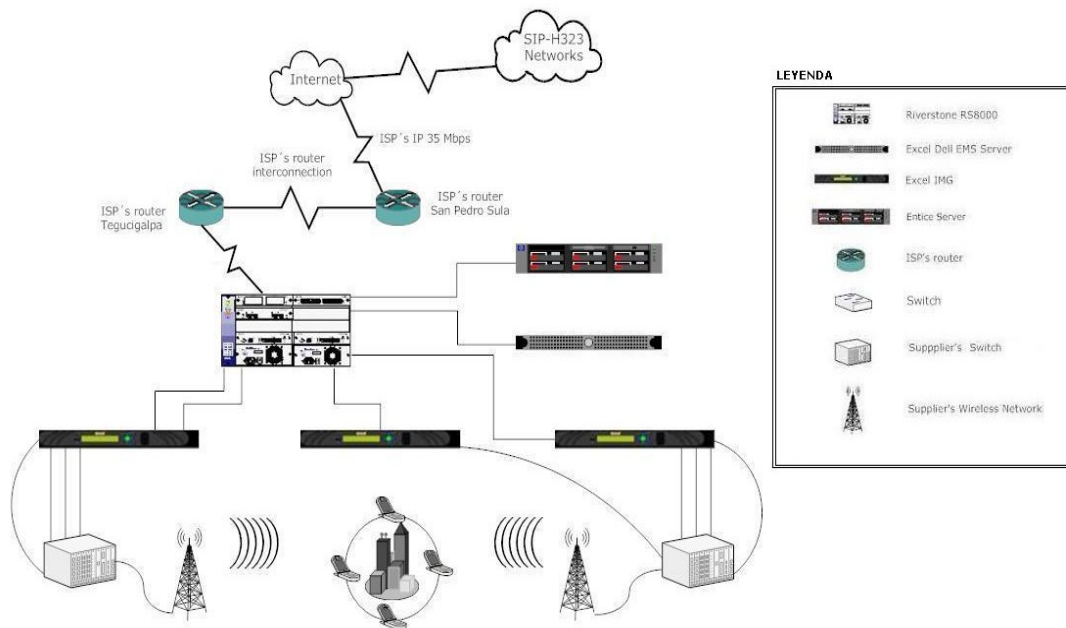 SIP-H323
Networks
Internet
ISP´s IP 35 Mbps
ISP´s router
interconnection
ISP´s router
Tegucigalpa
ISP´s router
San Pedro Sula
LEYENDA
Riverstone RS8000
Excel Dell EMS Server
Excel IMG
Entice Server
ISP's router
Switch
Suppplier's Switch
Supplier's Wireless Network